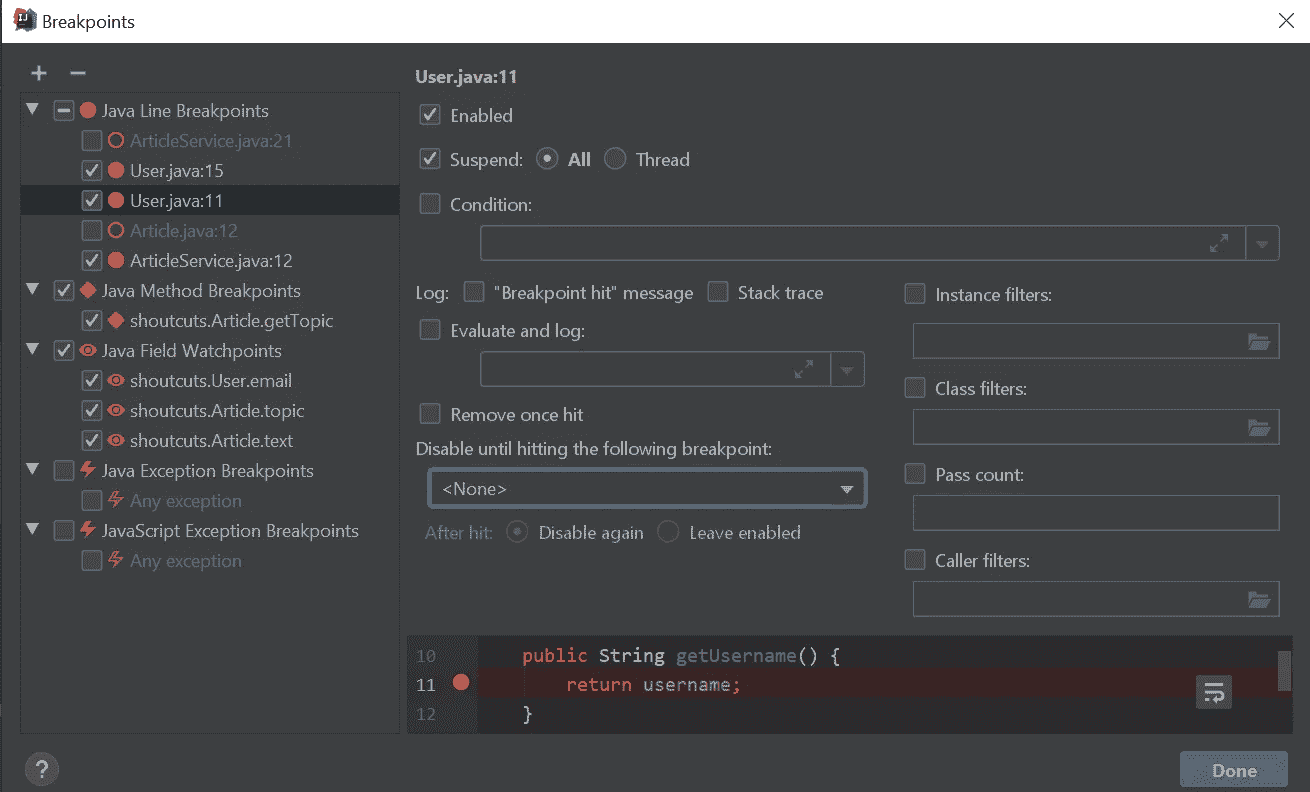 Breakpoints
Java Line Breakpoints
ArticleService.java:21
User.java:15
User.java:11
Article.java:12
ArticleService.java:12
Java Method Breakpoints
shoutcuts.Article.getTopic
Java Field Watchpoints
shoutcuts.User.email
shoutcuts.Article.topic
shoutcuts.Article.text
Java Exception Breakpoints
Any exception
JavaScript Exception Breakpoints
Any exception
User.java:11
Enabled
Suspend: All Thread
Condition:
Log: "Breakpoint hit" message Stack trace
Evaluate and log:
Remove once hit
Disable until hitting the following breakpoint:
<None>
After hit: Disable again Leave enabled
Instance filters:
Class filters:
Pass count:
Caller filters:
10 public String getUsername() {
11 return username;
12 }
? Done